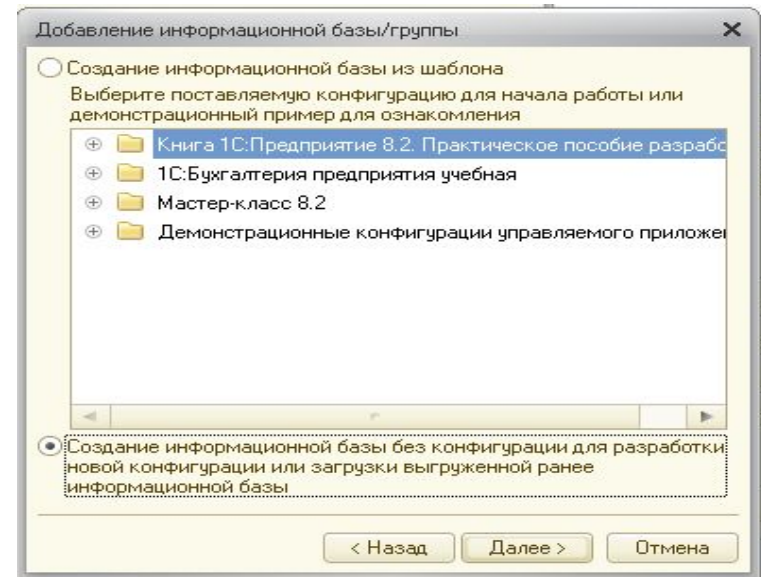 Добавление информационной базы/группы
Создание информационной базы из шаблона
Выберите поставляемую конфигурацию для начала работы или
демонстрационный пример для ознакомления
Книга 1С:Предприятие 8.2. Практическое пособие разрабс
1С:Бухгалтерия предприятия учебная
Мастер-класс 8.2
Демонстрационные конфигурации управляемого приложе
Создание информационной базы без конфигурации для разработки
новой конфигурации или загрузки выгруженной ранее
информационной базы
< Назад Далее > Отмена